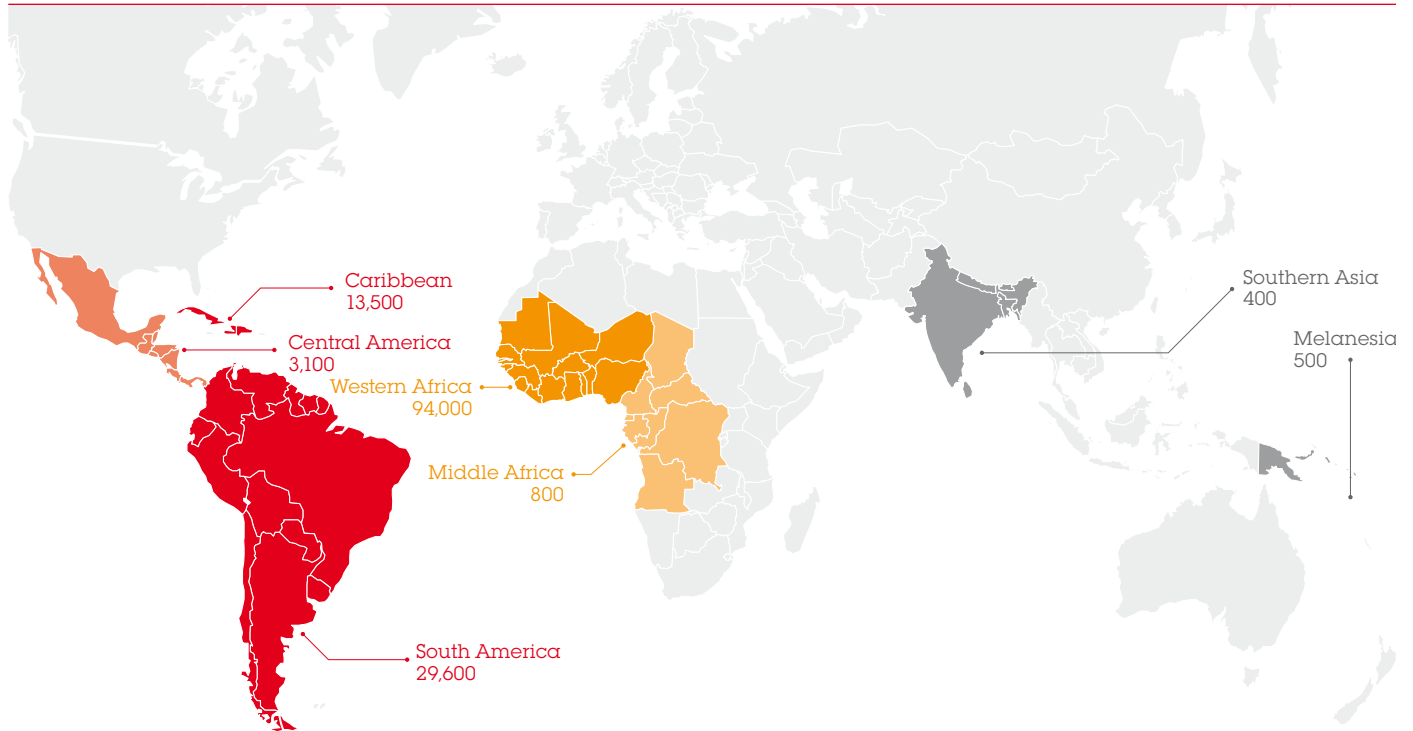 Caribbean
13,500
Central America
3,100
Western Africa
94,000
Middle Africa
800
South America
29,600
Southern Asia
400
Melanesia
500